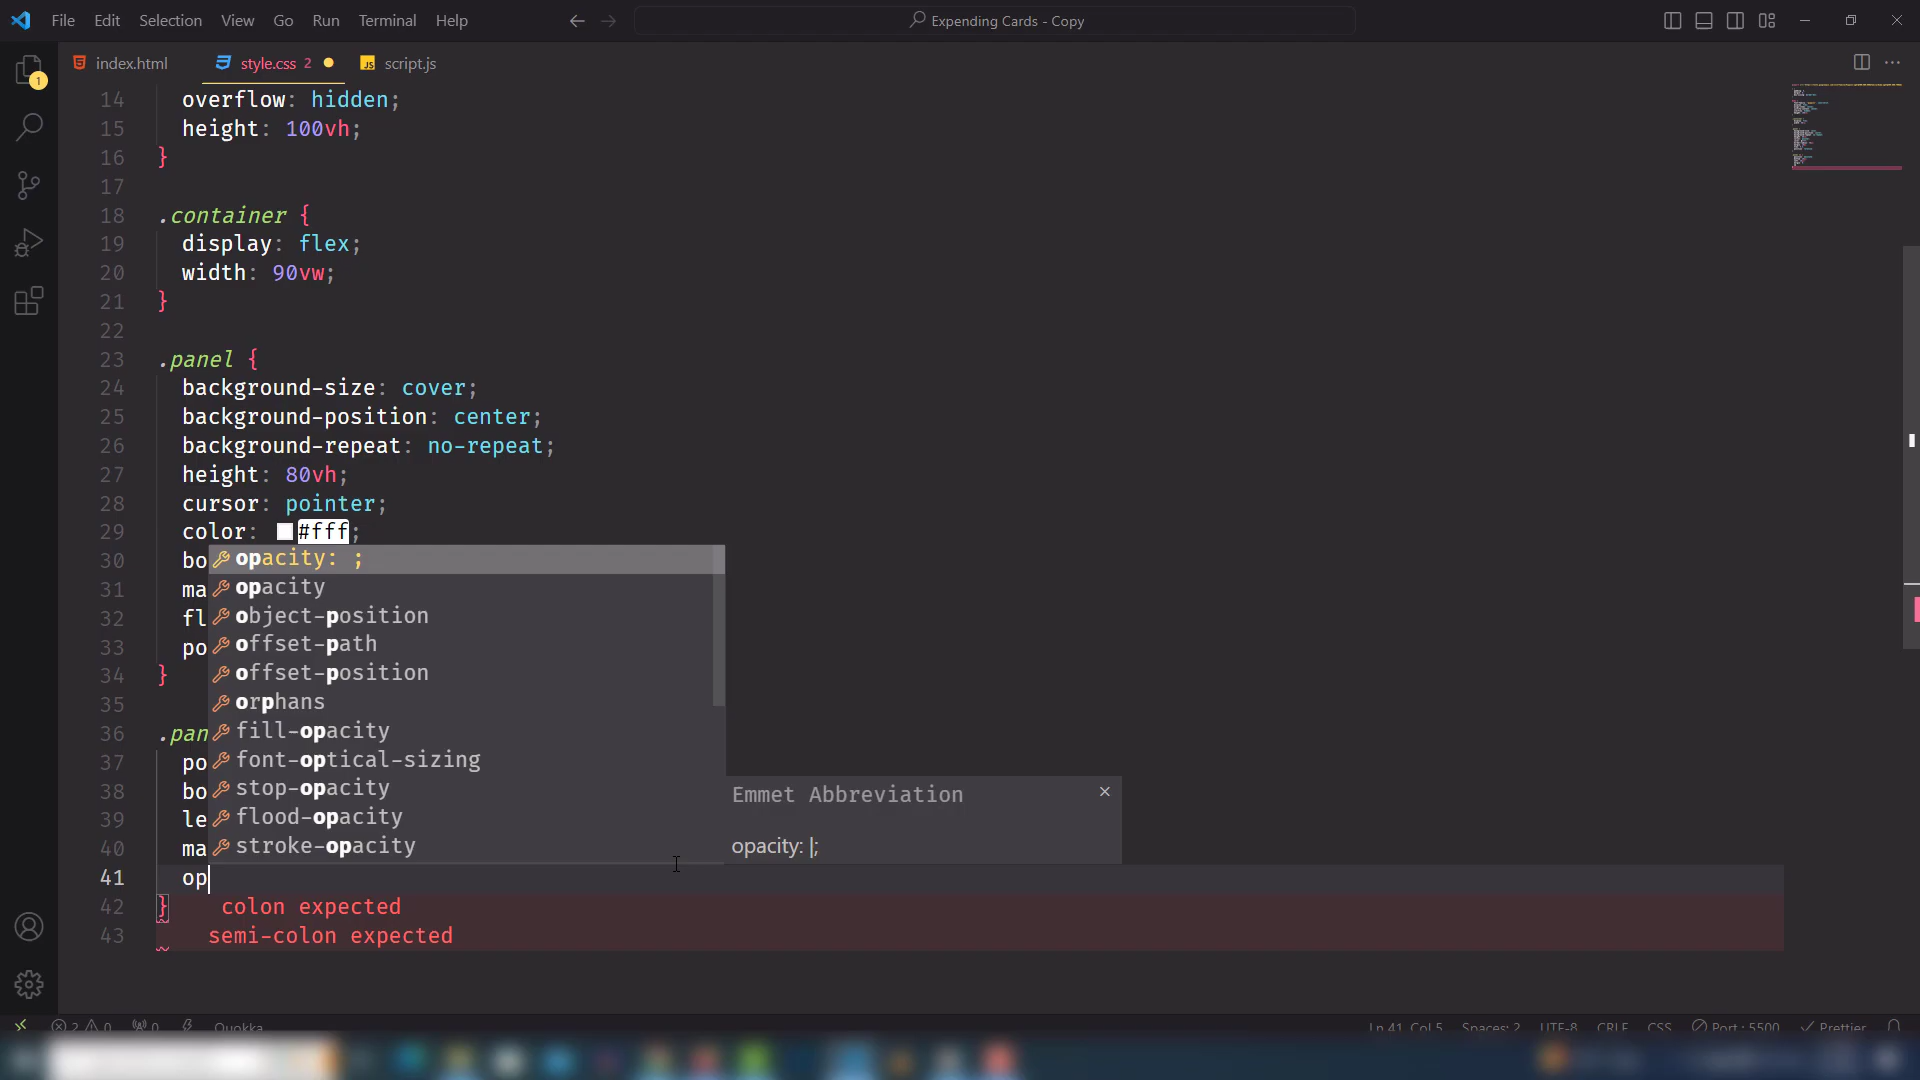 File Edit Selection View Go Run Terminal Help
Expending Cards - Copy
1
index.html
style.css 2
script.js
14 overflow: hidden;
15 height: 100vh;
16 }
17
18 .container {
19 display: flex;
20 width: 90vw;
21 }
22
23 .panel {
24 background-size: cover;
25 background-position: center;
26 background-repeat: no-repeat;
27 height: 80vh;
28 cursor: pointer;
29 color: #fff;
30 bo
31 ma
32 fl
33 po
34 }
35
36 .pan
37 po
38 bo
39 le
40 ma
41 op
42 } colon expected
43 semi-colon expected
opacity: ;
opacity
object-position
offset-path
offset-position
orphans
fill-opacity
font-optical-sizing
stop-opacity
flood-opacity
stroke-opacity
Emmet Abbreviation
opacity: |;
2 0 0 Quokka
Ln 41, Col 5 Spaces: 2 UTF-8 CRLF CSS Port : 5500 Prettier